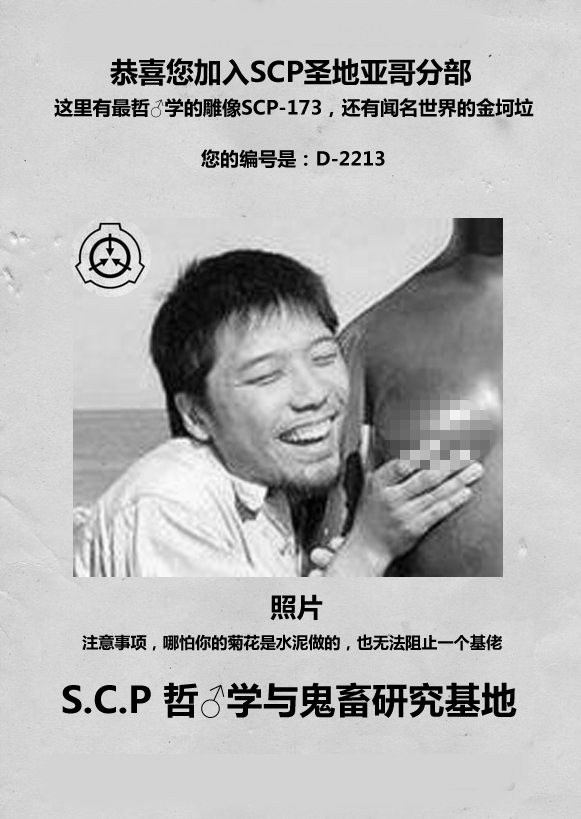 恭喜您加入SCP圣地亚哥分部
这里有最哲♂学的雕像SCP-173，还有闻名世界的金坷垃
您的编号是：D-2213
照片
注意事项，哪怕你的菊花是水泥做的，也无法阻止一个基佬
S.C.P 哲♂学与鬼畜研究基地